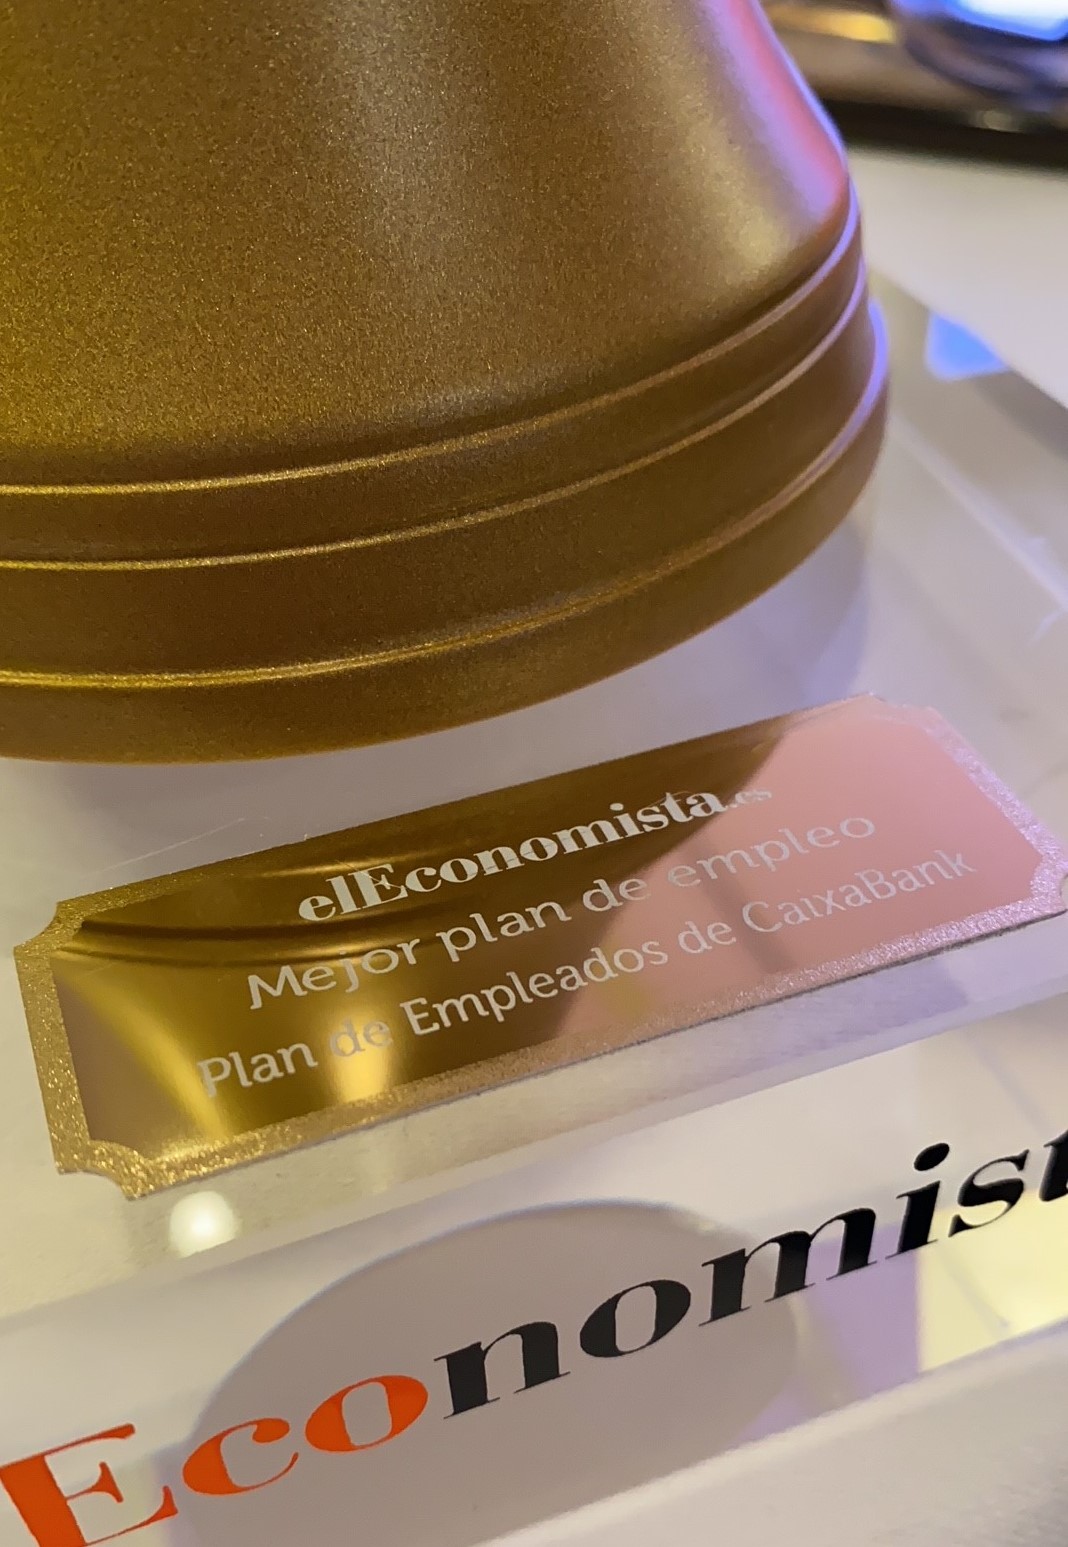 elEconomista.es
Mejor plan de empleo
Plan de Empleados de CaixaBank
Economist